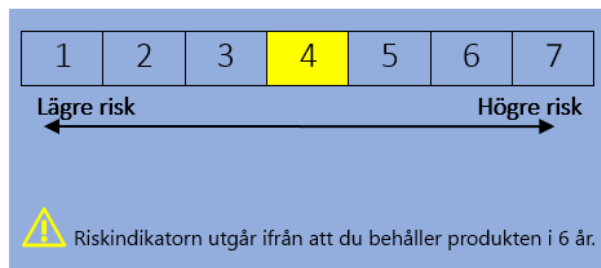 1 2 3 4 5 6 7
Lägre risk Högre risk
Riskindikatorn utgår ifrån att du behåller produkten i 6 år.